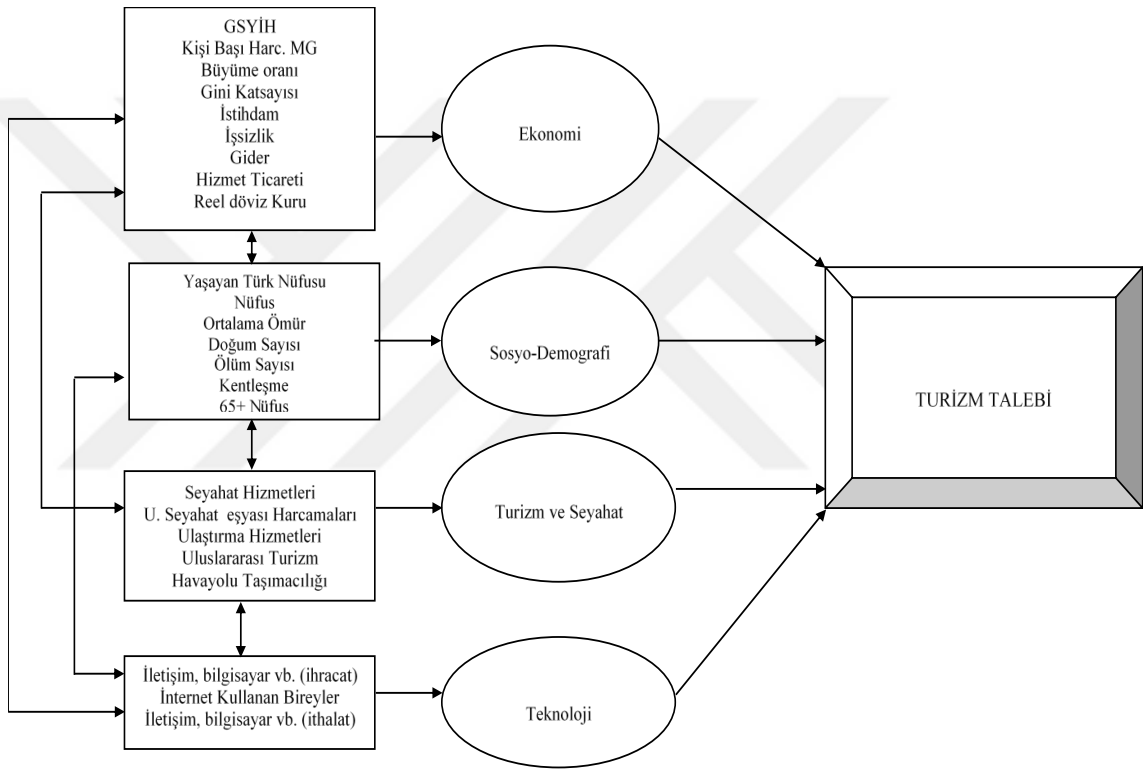 GSYİH
Kişi Başı Harc. MG
Büyüme oranı
Gini Katsayısı
İstihdam
İşsizlik
Gider
Hizmet Ticareti
Reel döviz Kuru
Ekonomi
Yaşayan Türk Nüfusu
Nüfus
Ortalama Ömür
Doğum Sayısı
Ölüm Sayısı
Kentleşme
65+ Nüfus
Sosyo-Demografi
Seyahat Hizmetleri
U. Seyahat eşyası Harcamaları
Ulaştırma Hizmetleri
Uluslararası Turizm
Havayolu Taşımacılığı
Turizm ve Seyahat
İletişim, bilgisayar vb. (ihracat)
İnternet Kullanan Bireyler
İletişim, bilgisayar vb. (ithalat)
Teknoloji
TURİZM TALEBİ